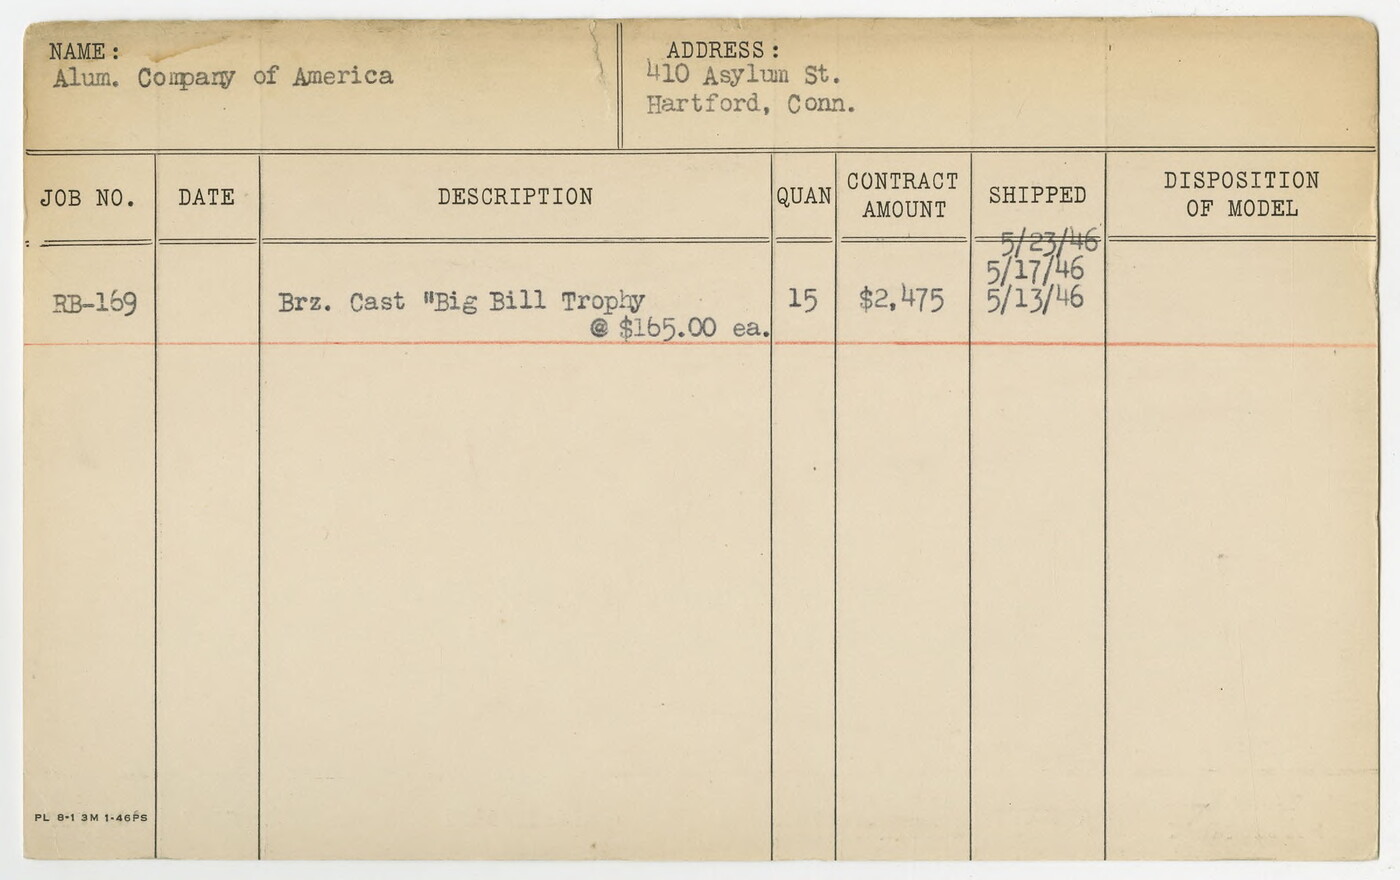 NAME: ADDRESS:
Alum. Company of America 410 Asylum St.
Hartford, Conn.
JOB NO. DATE DESCRIPTION QUAN CONTRACT AMOUNT SHIPPED DISPOSITION OF MODEL
5/23/46
5/17/46
RB-169 Brz. Cast "Big Bill Trophy 15 $2,475 5/13/46
@ $165.00 ea.
PL 8-1 3M 1-46PS